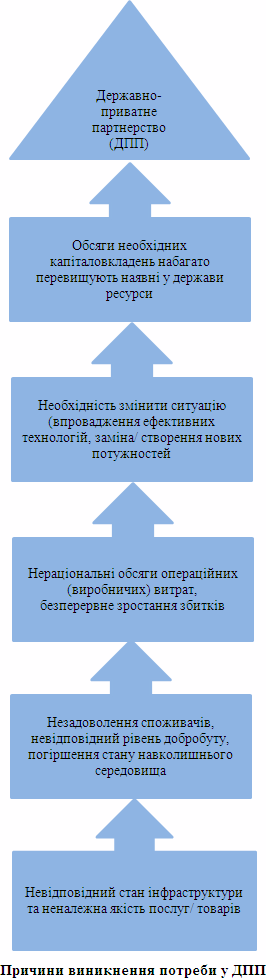 Державно-
приватне
партнерство
(ДПП)
Обсяги необхідних
капіталовкладень набагато
перевищують наявні у держави
ресурси
Необхідність змінити ситуацію
(впровадження ефективних
технологій, заміна/ створення нових
потужностей
Нераціональні обсяги операційних
(виробничих) витрат,
безперервне зростання збитків
Незадоволення споживачів,
невідповідний рівень добробуту,
погіршення стану навколишнього
середовища
Невідповідний стан інфраструктури
та неналежна якість послуг/ товарів
Причини виникнення потреби у ДПП